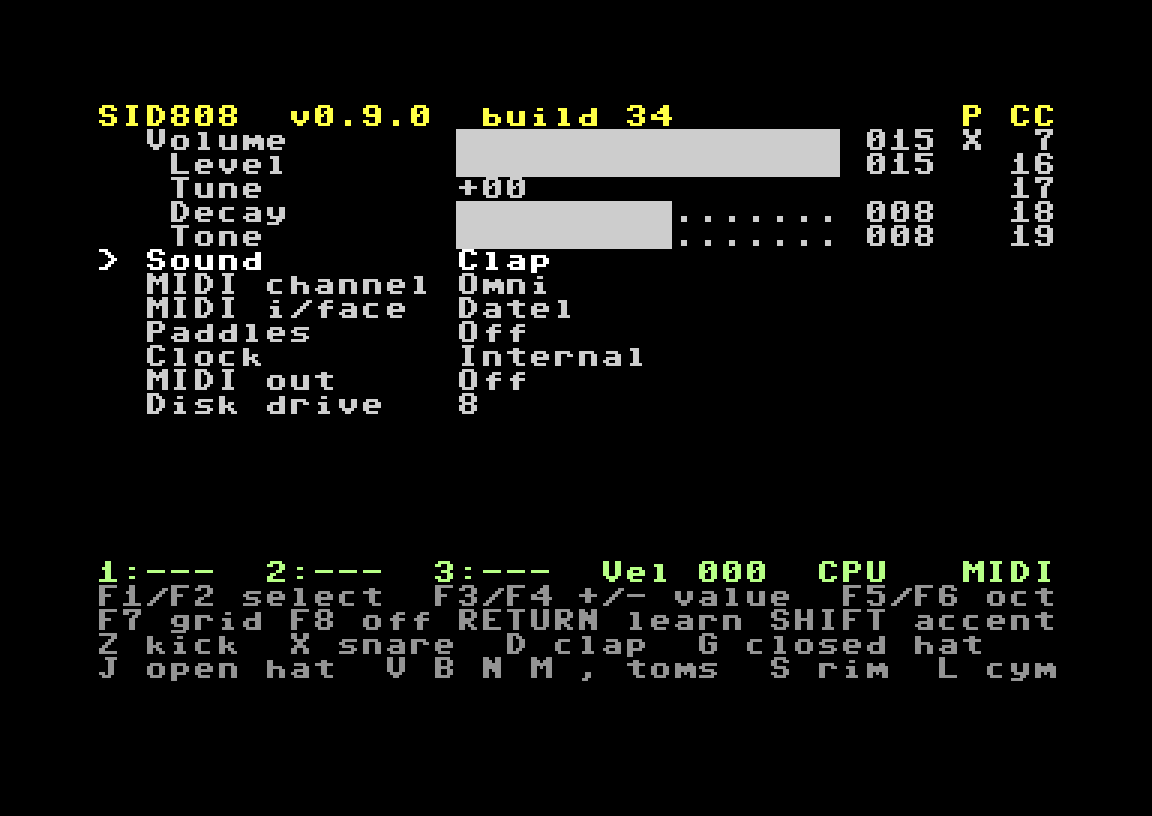 SID808  v0.9.0  build 34            P CC
Volume 015 X 7
Level 015 16
Tune +00 17
Decay ....... 008 18
Tone ....... 008 19
> Sound Clap
MIDI channel Omni
MIDI i/face Datel
Paddles Off
Clock Internal
MIDI out Off
Disk drive 8
1:---  2:---  3:---  Vel 000  CPU   MIDI
F1/F2 select  F3/F4 +/- value  F5/F6 oct
F7 grid F8 off RETURN learn SHIFT accent
Z kick  X snare  D clap  G closed hat
J open hat  V B N M , toms  S rim  L cym